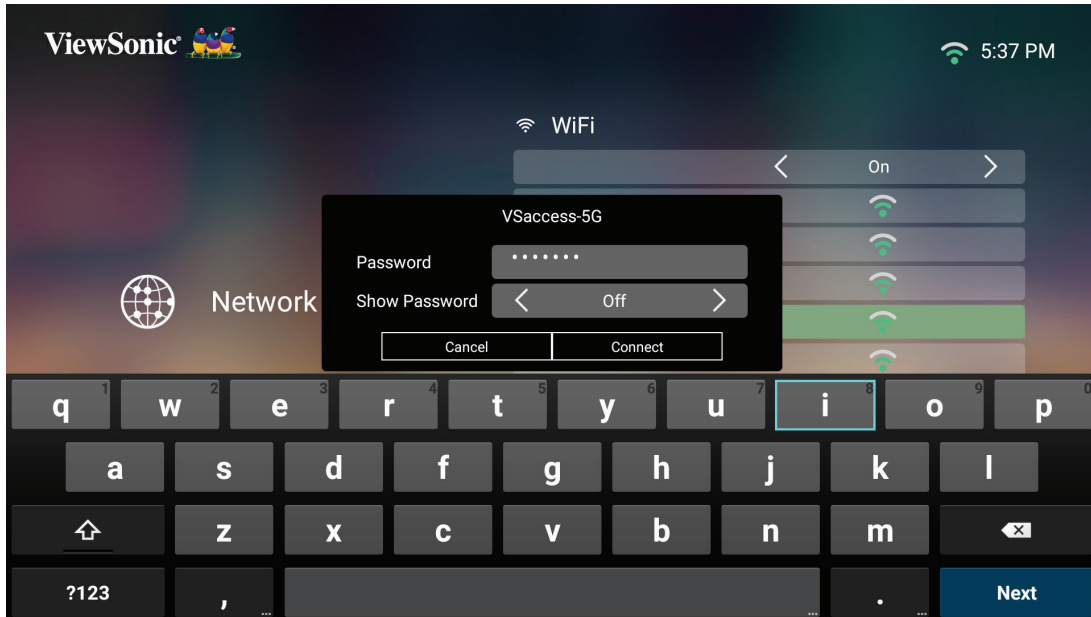 ViewSonic®
5:37 PM
WiFi
On
VSaccess-5G
Password •••••••
Network
Show Password Off
Cancel Connect
q 1 w 2 e 3 r 4 t 5 y 6 u 7 i 8 o 9 p 0
a s d f g h j k l
z x c v b n m
?123 , ... ... . ... Next